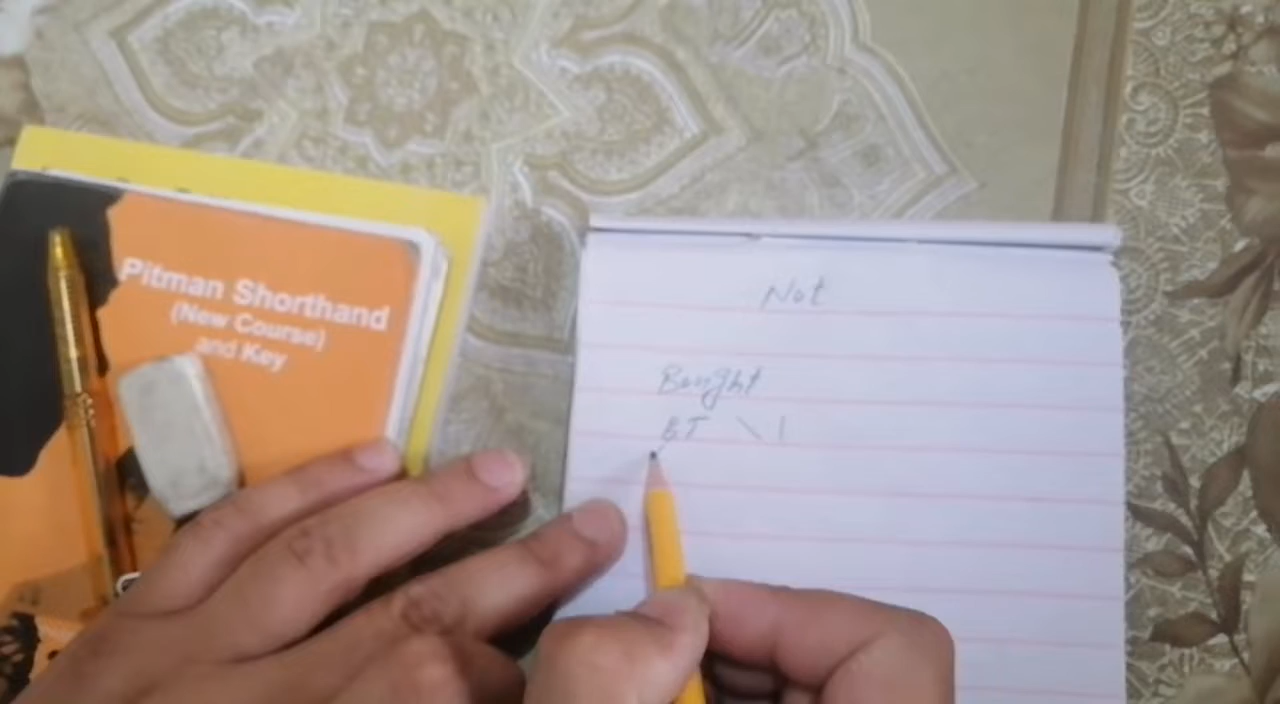 Pitman Shorthand
(New Course)
and Key
Not
Bought
BT \ |